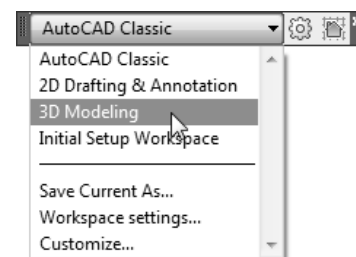 AutoCAD Classic
AutoCAD Classic
2D Drafting & Annotation
3D Modeling
Initial Setup Workspace
Save Current As...
Workspace settings...
Customize...